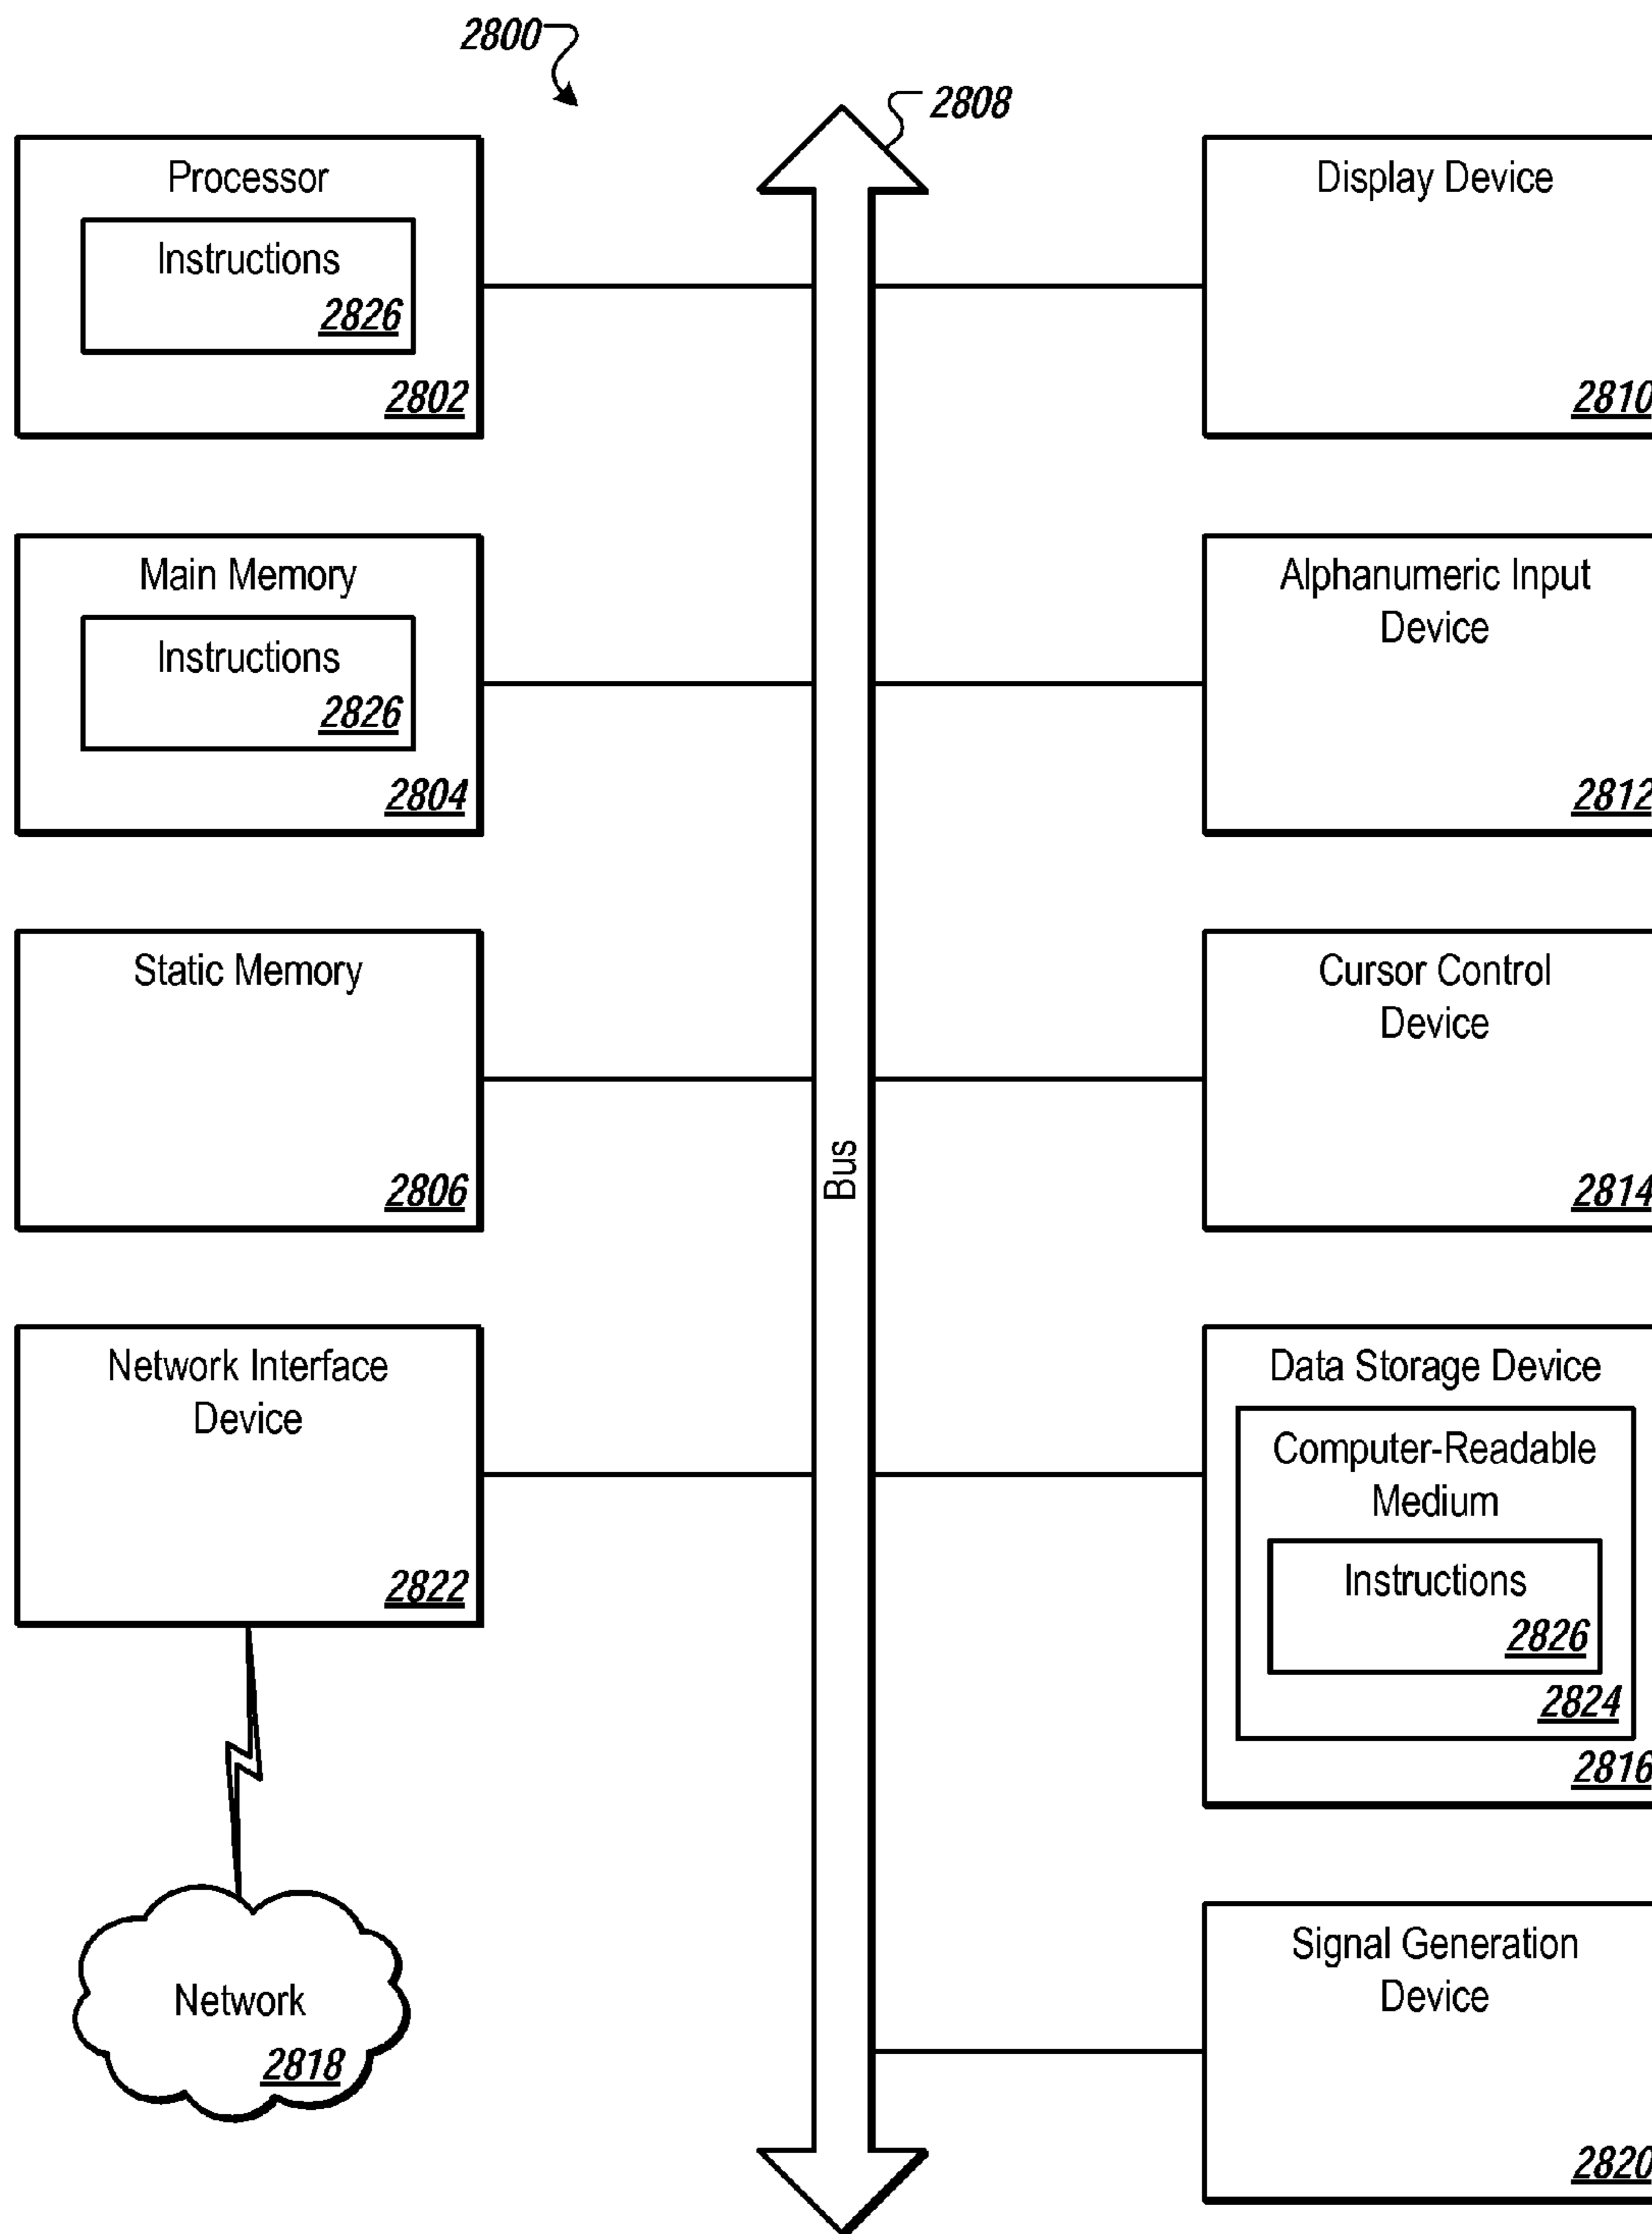 2800
2808
Processor
Instructions
2826
2802
Main Memory
Instructions
2826
2804
Static Memory
2806
Network Interface
Device
2822
Network
2818
Bus
Display Device
2810
Alphanumeric Input
Device
2812
Cursor Control
Device
2814
Data Storage Device
Computer-Readable
Medium
Instructions
2826
2824
2816
Signal Generation
Device
2820